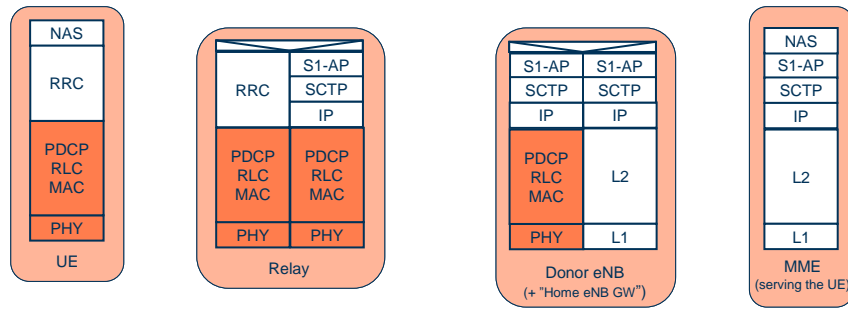 NAS
RRC
PDCP
RLC
MAC
PHY
UE
RRC
S1-AP
SCTP
IP
PDCP
RLC
MAC
PDCP
RLC
MAC
PHY
PHY
Relay
S1-AP
S1-AP
SCTP
SCTP
IP
IP
PDCP
RLC
MAC
L2
PHY
L1
Donor eNB
(+ "Home eNB GW")
NAS
S1-AP
SCTP
IP
L2
L1
MME
(serving the UE)